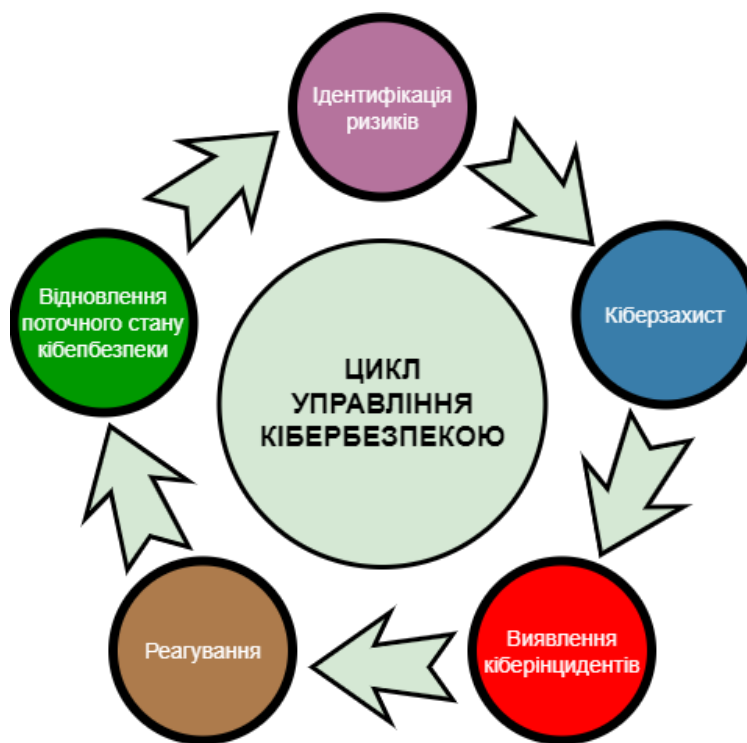 Ідентифікація
ризиків
Кіберзахист
Виявлення
кіберінцидентів
Реагування
Відновлення
поточного стану
кібепбезпеки
ЦИКЛ
УПРАВЛІННЯ
КІБЕРБЕЗПЕКОЮ